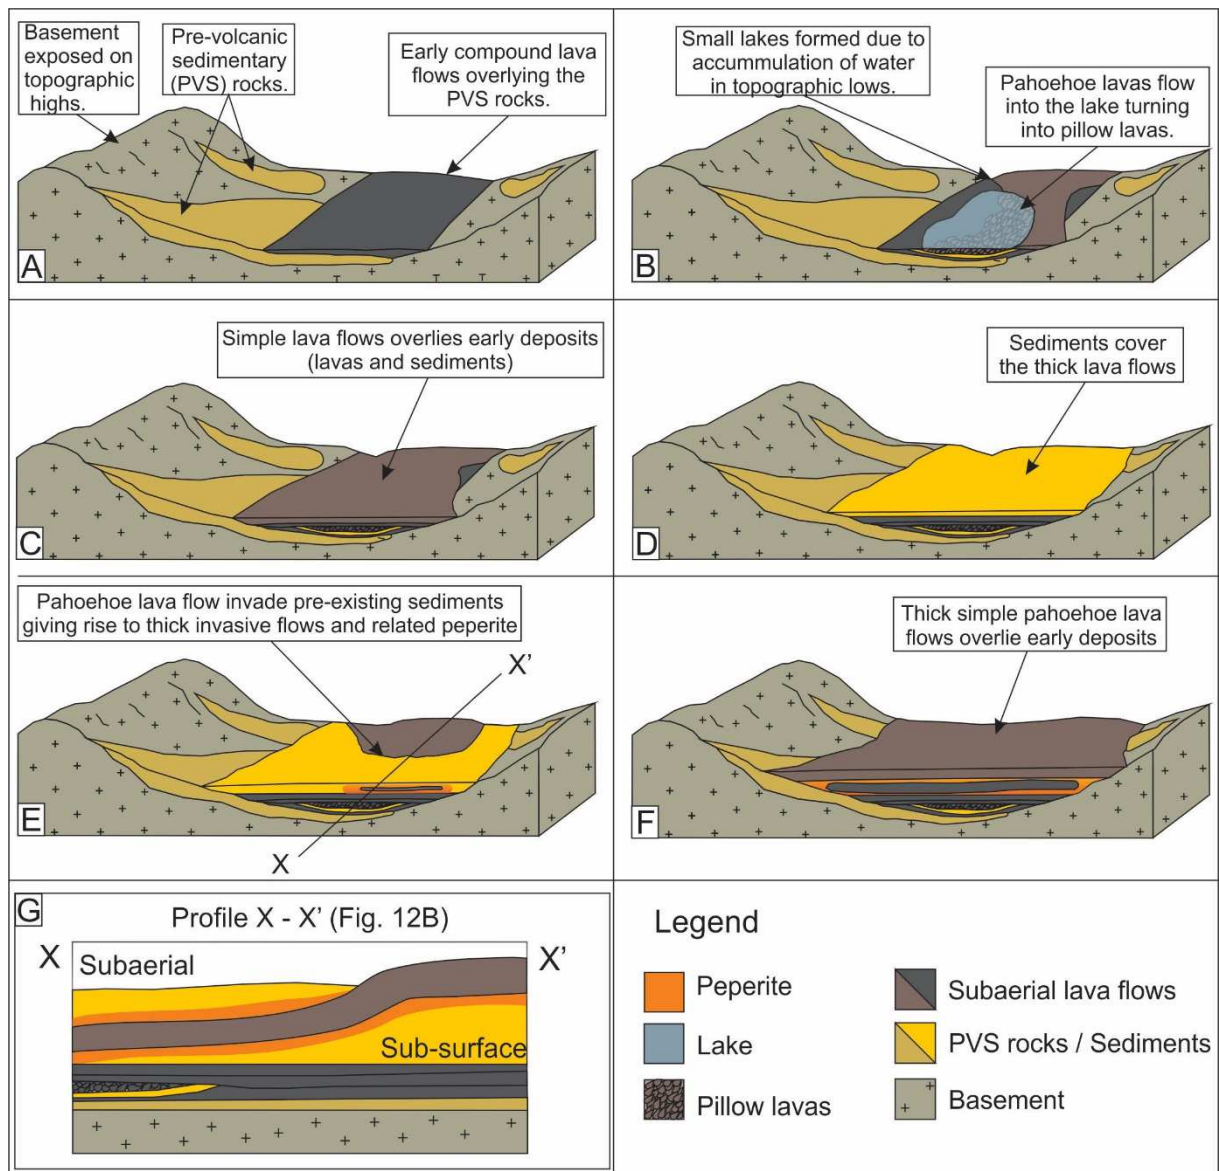 Basement
exposed on
topographic
highs.
Pre-volcanic
sedimentary
(PVS) rocks.
Early compound lava
flows overlying the
PVS rocks.
A
Small lakes formed due to
accummulation of water
in topographic lows.
Pahoehoe lavas flow
into the lake turning
into pillow lavas.
B
Simple lava flows overlies early deposits
(lavas and sediments)
C
Sediments cover
the thick lava flows
D
Pahoehoe lava flow invade pre-existing sediments
giving rise to thick invasive flows and related peperite
X'
E
X
Thick simple pahoehoe lava
flows overlie early deposits
F
G
Profile X - X' (Fig. 12B)
X
Subaerial
X'
Sub-surface
Legend
Peperite
Lake
Pillow lavas
Subaerial lava flows
PVS rocks / Sediments
Basement